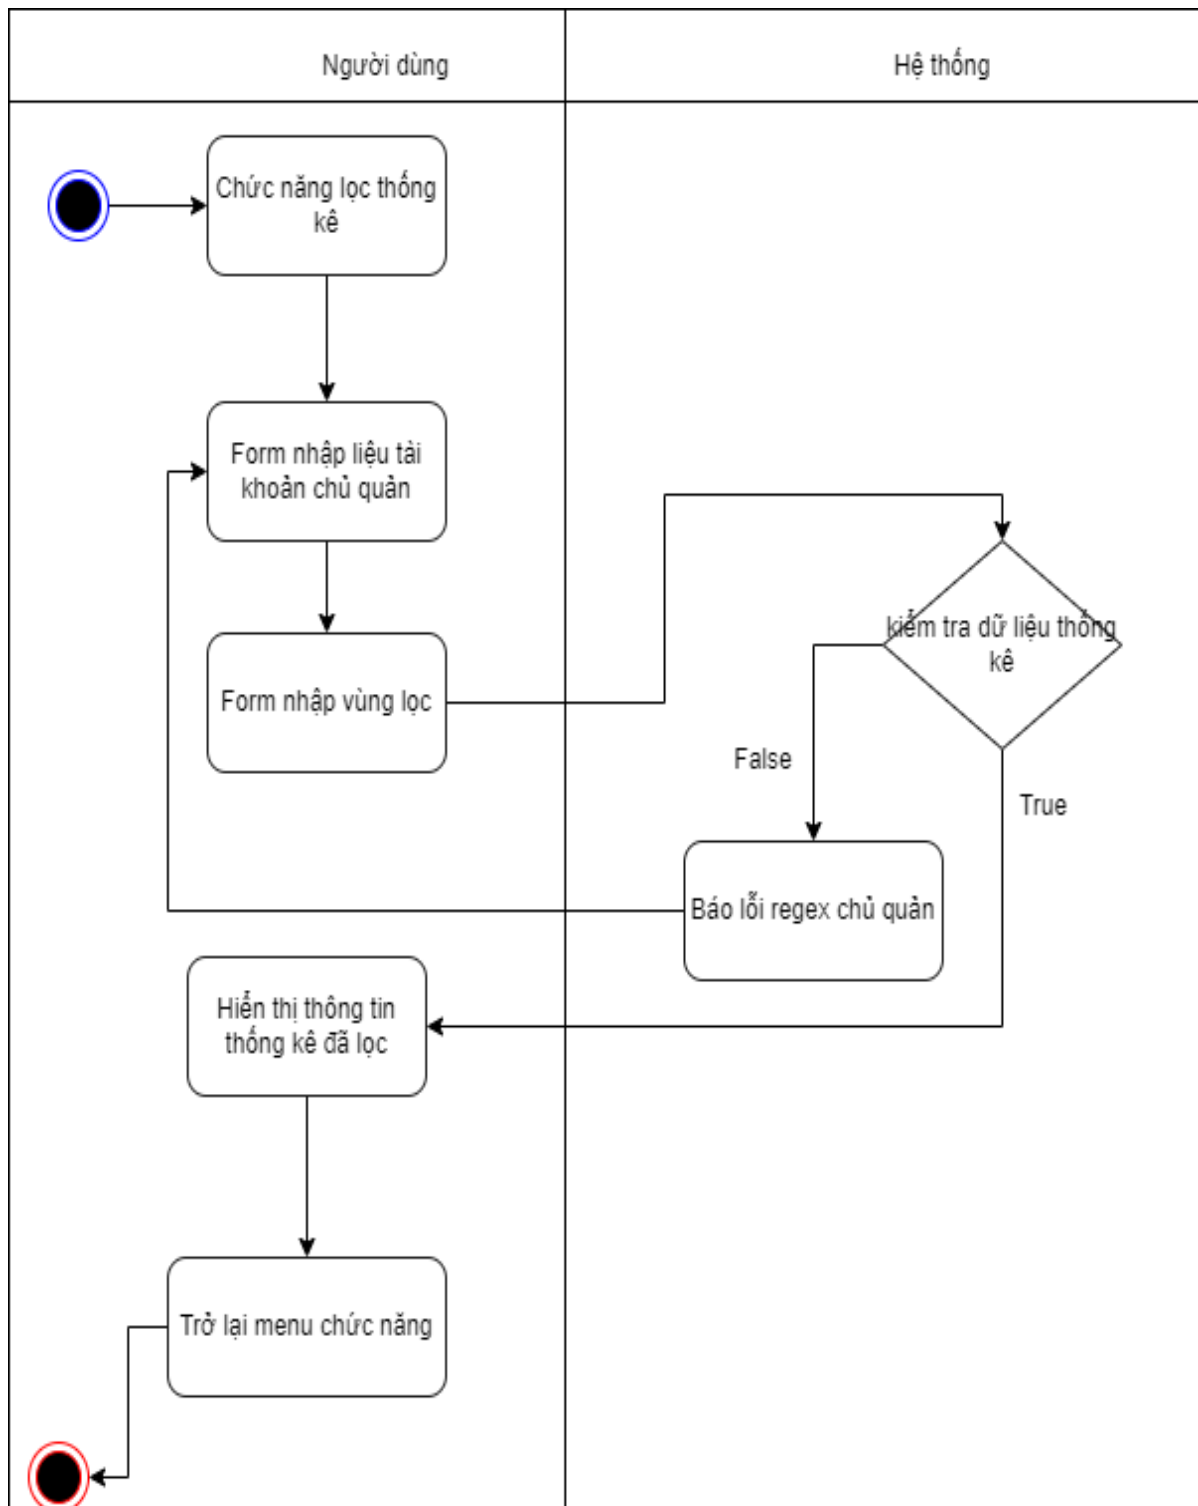 Người dùng
Hệ thống
Chức năng lọc thống
kê
Form nhập liệu tài
khoản chủ quản
kiểm tra dữ liệu thống
kê
Form nhập vùng lọc
False
True
Báo lỗi regex chủ quản
Hiển thị thông tin
thống kê đã lọc
Trở lại menu chức năng